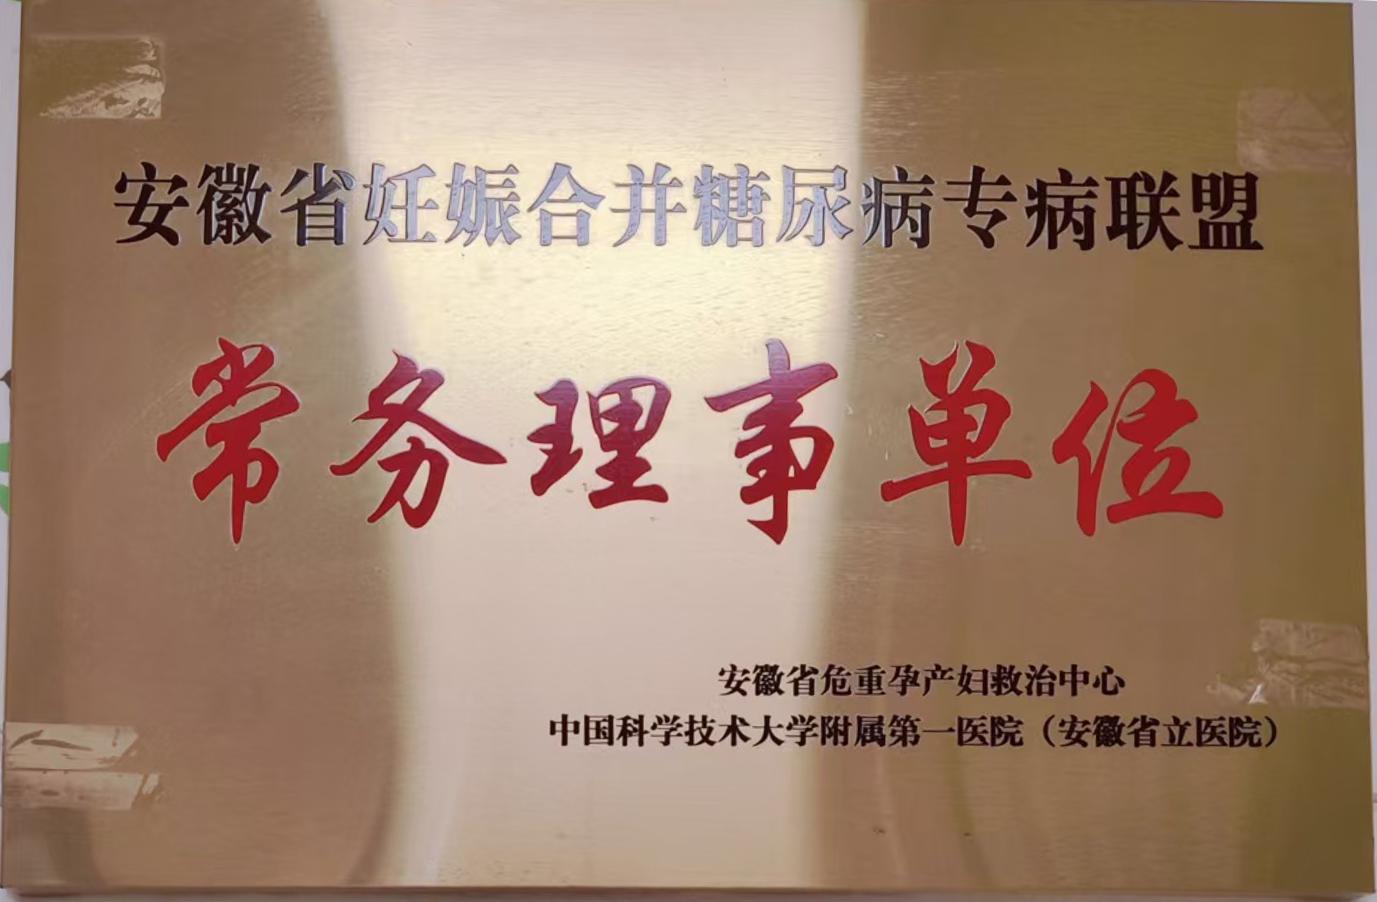 安徽省妊娠合并糖尿病专病联盟
常务理事单位
安徽省危重孕产妇救治中心
中国科学技术大学附属第一医院（安徽省立医院）